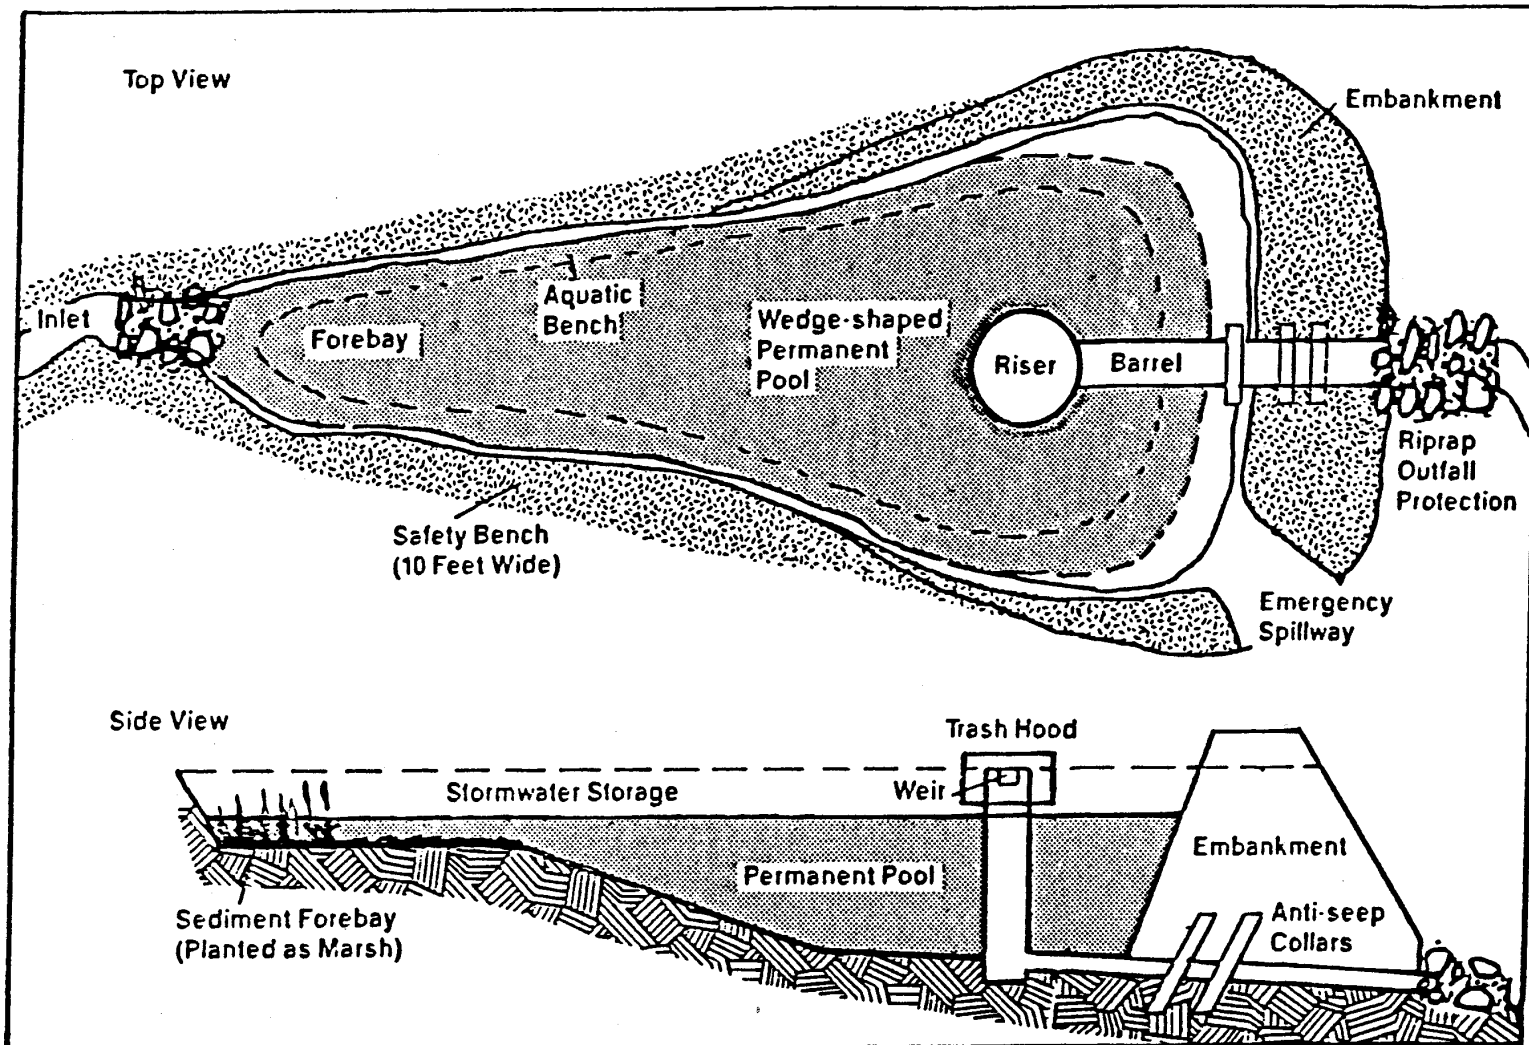 Top View
Embankment
Inlet
Forebay
Aquatic
Bench
Wedge-shaped
Permanent
Pool
Riser
Barrel
Riprap
Outfall
Protection
Safety Bench
(10 Feet Wide)
Emergency
Spillway
Side View
Trash Hood
Stormwater Storage
Weir
Permanent Pool
Embankment
Sediment Forebay
(Planted as Marsh)
Anti-seep
Collars